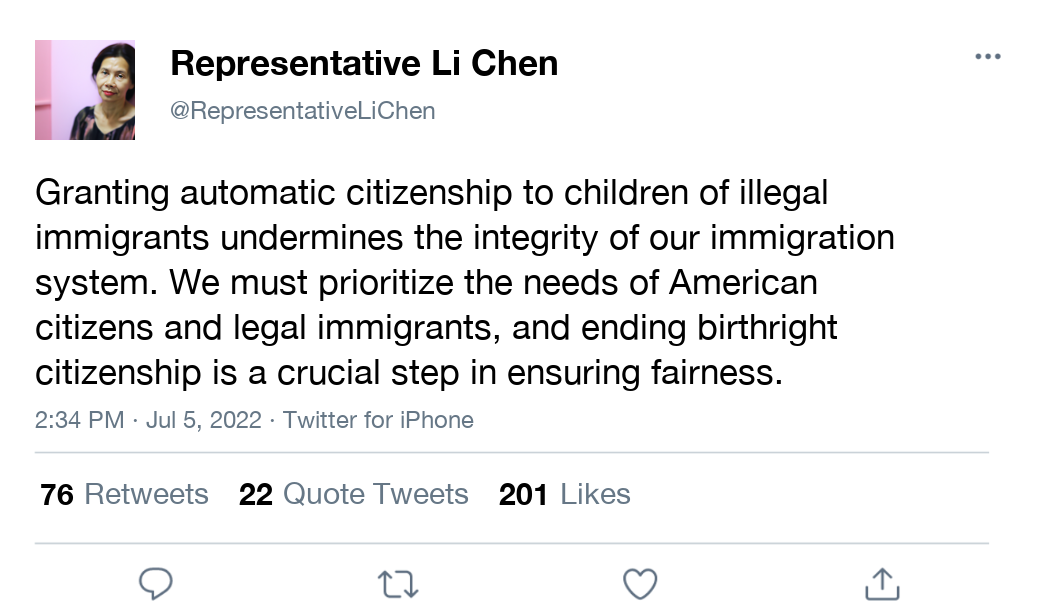 Representative Li Chen
@RepresentativeLiChen
Granting automatic citizenship to children of illegal
immigrants undermines the integrity of our immigration
system. We must prioritize the needs of American
citizens and legal immigrants, and ending birthright
citizenship is a crucial step in ensuring fairness.
2:34 PM · Jul 5, 2022 · Twitter for iPhone
76 Retweets 22 Quote Tweets 201 Likes